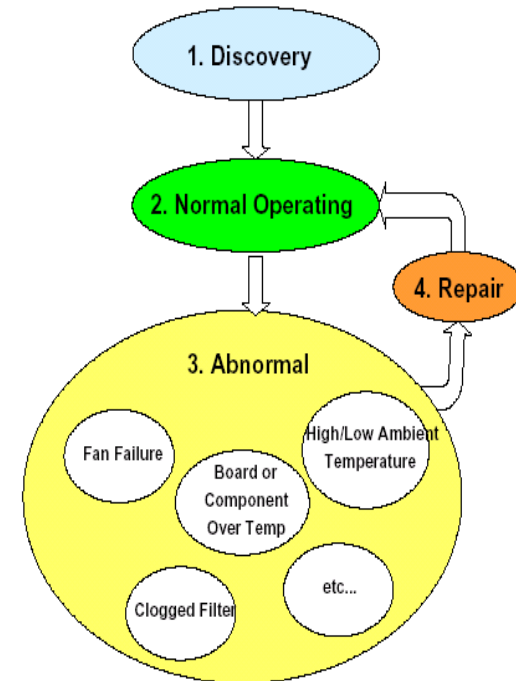 1. Discovery
2. Normal Operating
4. Repair
3. Abnormal
Fan Failure
High/Low Ambient
Temperature
Board or
Component
Over Temp
Clogged Filter
etc...